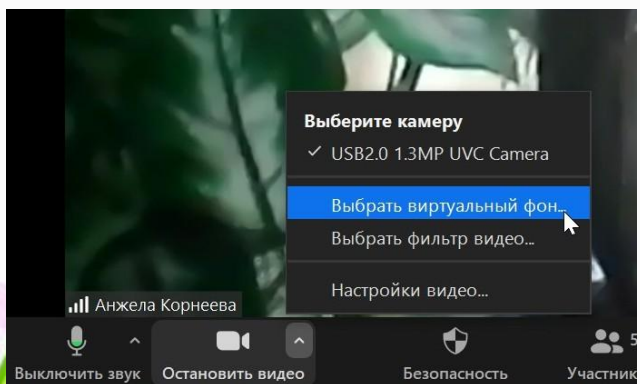 Выберите камеру
✓ USB2.0 1.3MP UVC Camera
Выбрать виртуальный фон...
Выбрать фильтр видео...
Настройки видео...
Анжела Корнеева
5
Выключить звук Остановить видео Безопасность Участник